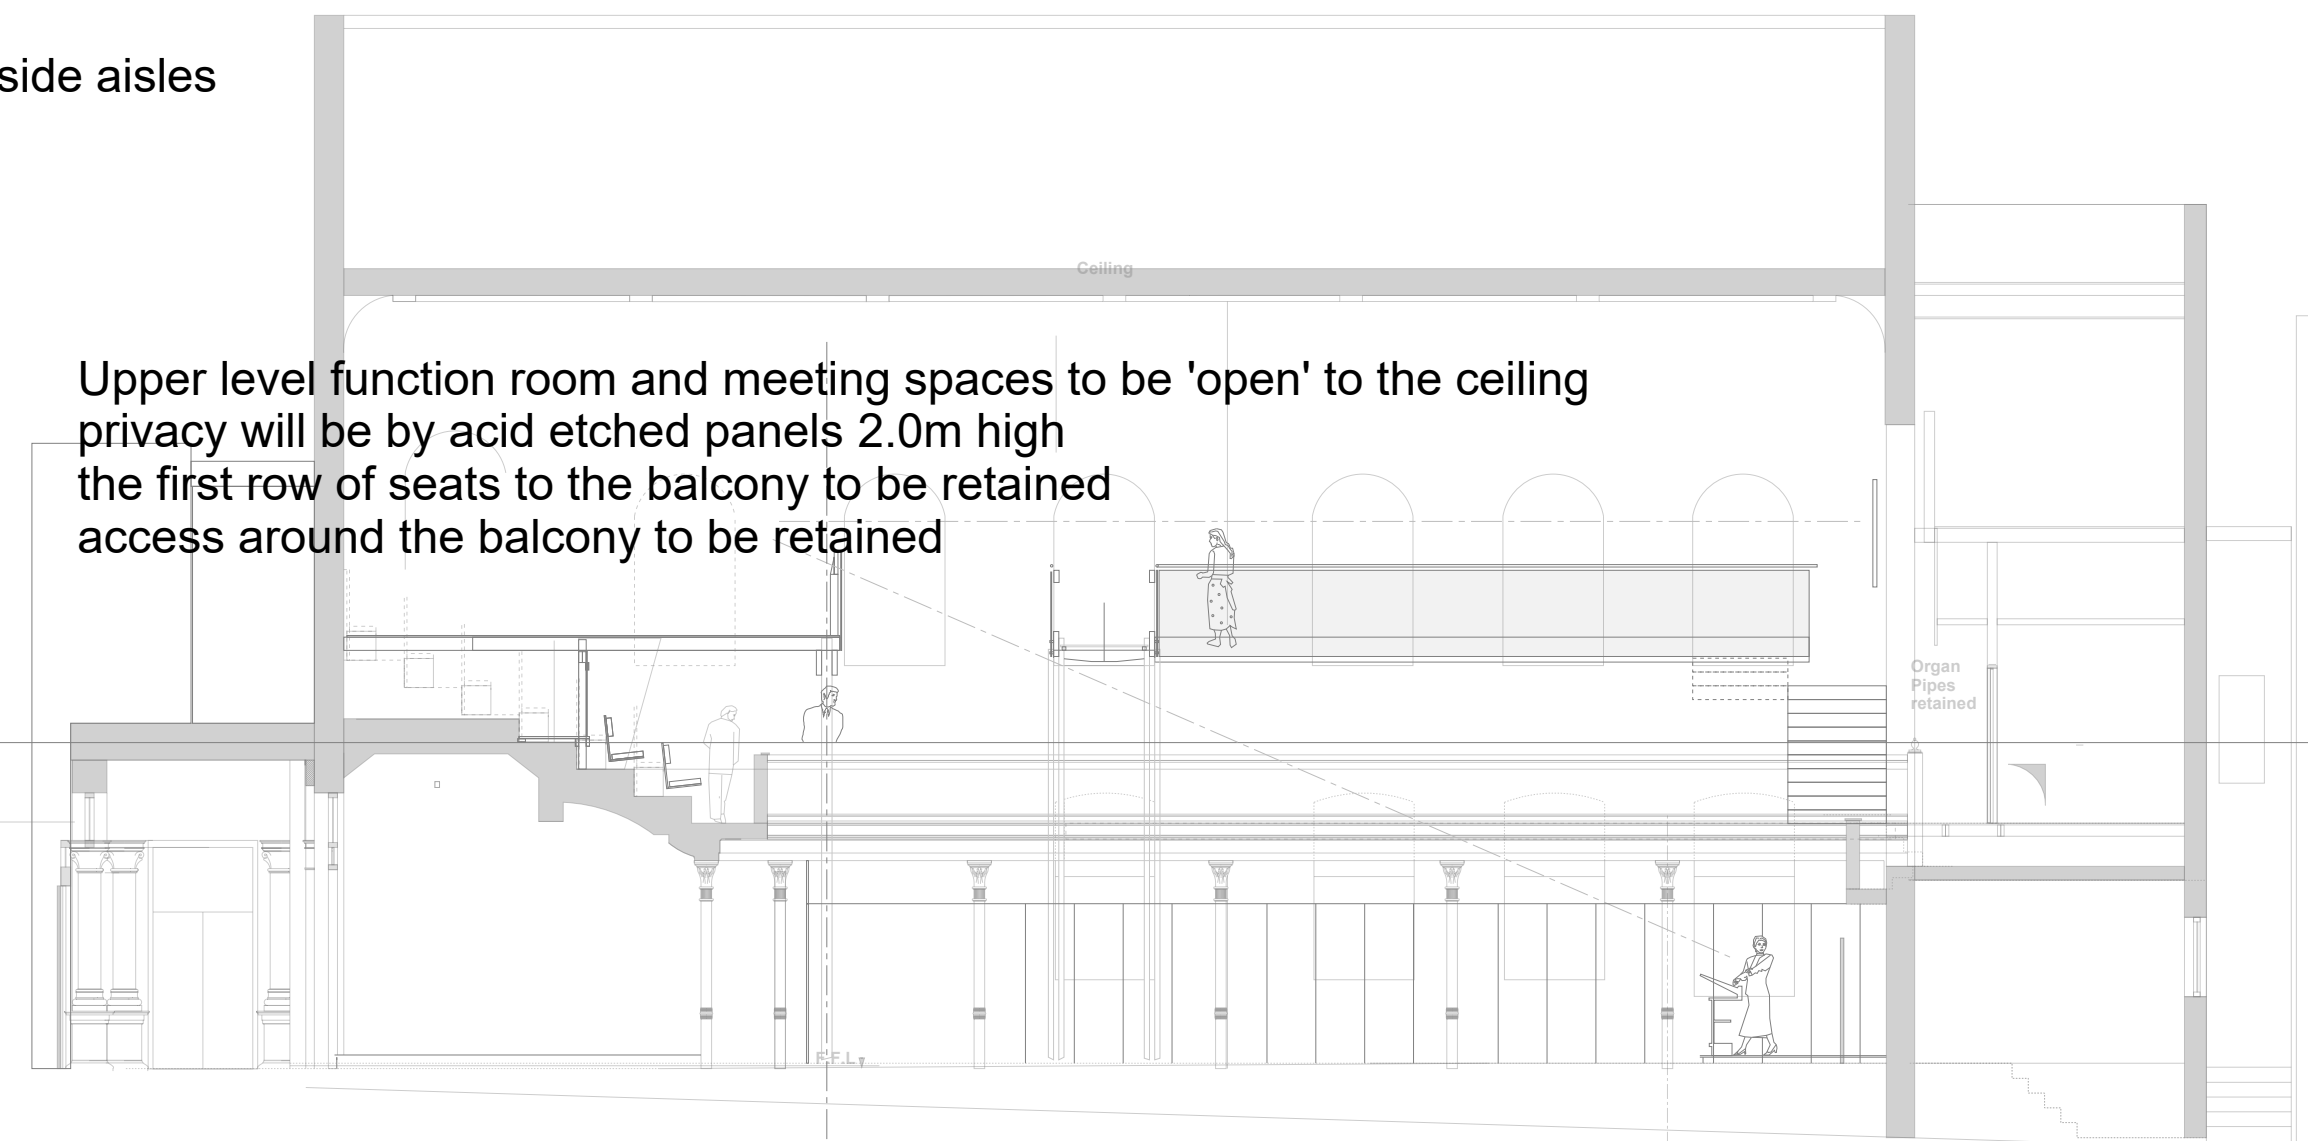 side aisles
Ceiling
Upper level function room and meeting spaces to be 'open' to the ceiling
privacy will be by acid etched panels 2.0m high
the first row of seats to the balcony to be retained
access around the balcony to be retained
Organ
Pipes
retained
F.F.L